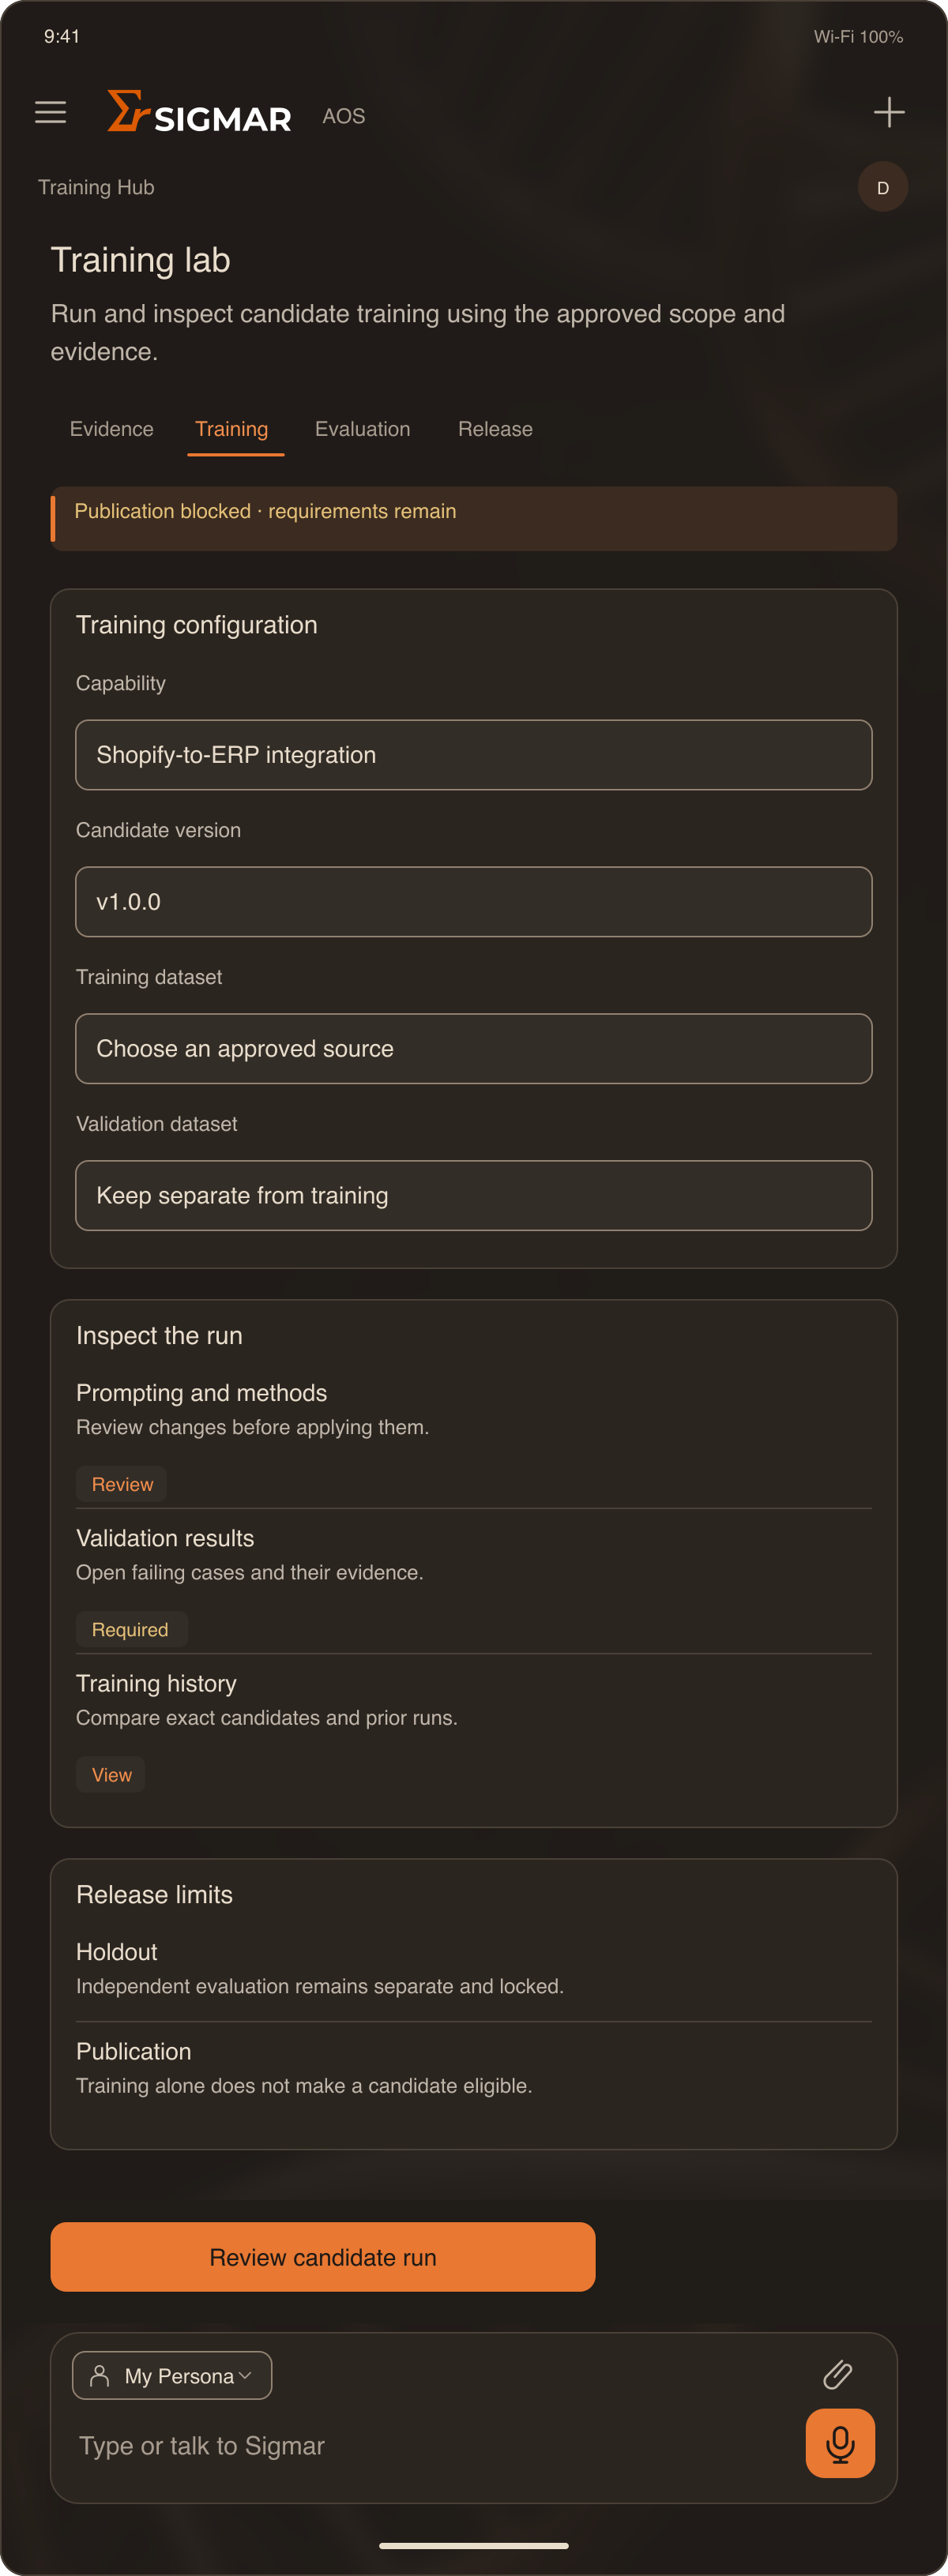 9:41
Wi-Fi 100%
Σr SIGMAR AOS
Training Hub
D
Training lab
Run and inspect candidate training using the approved scope and
evidence.
Evidence Training Evaluation Release
Publication blocked · requirements remain
Training configuration
Capability
Shopify-to-ERP integration
Candidate version
v1.0.0
Training dataset
Choose an approved source
Validation dataset
Keep separate from training
Inspect the run
Prompting and methods
Review changes before applying them.
Review
Validation results
Open failing cases and their evidence.
Required
Training history
Compare exact candidates and prior runs.
View
Release limits
Holdout
Independent evaluation remains separate and locked.
Publication
Training alone does not make a candidate eligible.
Review candidate run
My Persona
Type or talk to Sigmar